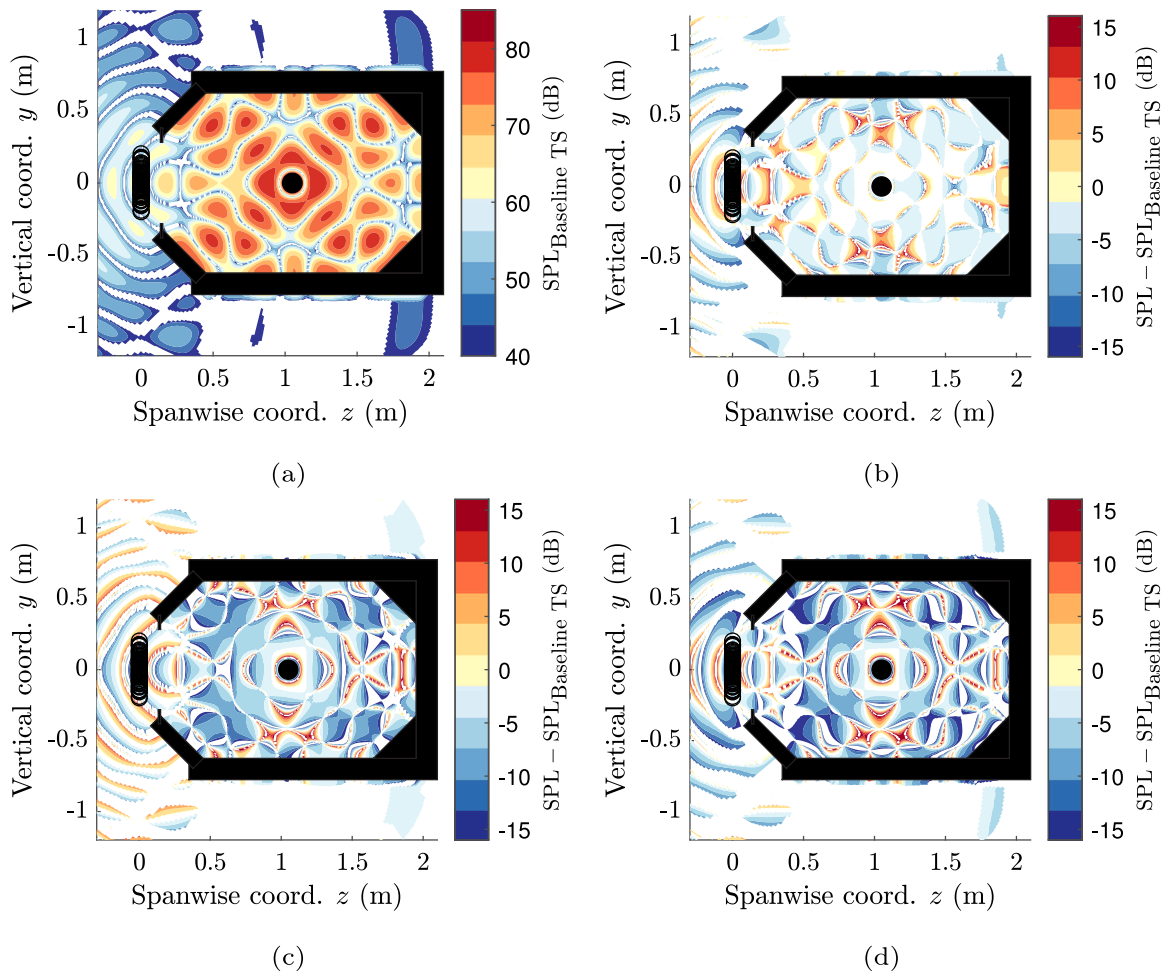 1
0.5
0
-0.5
-1
Vertical coord. y (m)
0 0.5 1 1.5 2
Spanwise coord. z (m)
80
70
60
50
40
SPL_Baseline TS (dB)
(a)
1
0.5
0
-0.5
-1
Vertical coord. y (m)
0 0.5 1 1.5 2
Spanwise coord. z (m)
15
10
5
0
-5
-10
-15
SPL − SPL_Baseline TS (dB)
(b)
1
0.5
0
-0.5
-1
Vertical coord. y (m)
0 0.5 1 1.5 2
Spanwise coord. z (m)
15
10
5
0
-5
-10
-15
SPL − SPL_Baseline TS (dB)
(c)
1
0.5
0
-0.5
-1
Vertical coord. y (m)
0 0.5 1 1.5 2
Spanwise coord. z (m)
15
10
5
0
-5
-10
-15
SPL − SPL_Baseline TS (dB)
(d)